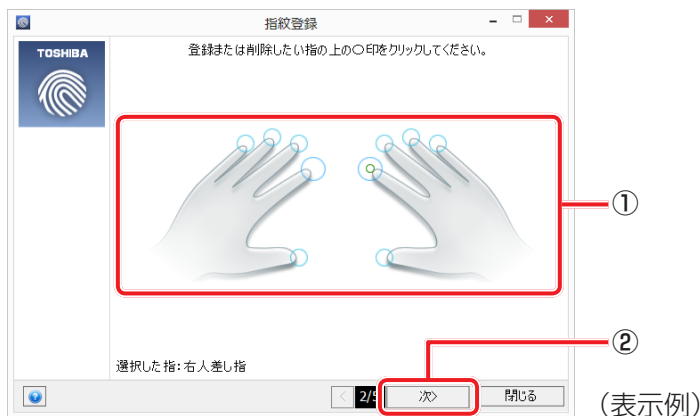 指紋登録
TOSHIBA
登録または削除したい指の上の○印をクリックしてください。
①
②
選択した指：右人差し指
?
< 2/5 次> 閉じる
(表示例)